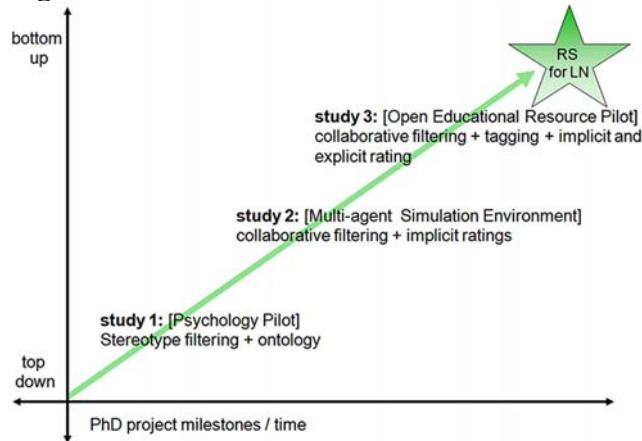 bottom
up
RS
for LN
study 3: [Open Educational Resource Pilot]
collaborative filtering + tagging + implicit and
explicit rating
study 2: [Multi-agent Simulation Environment]
collaborative filtering + implicit ratings
study 1: [Psychology Pilot]
Stereotype filtering + ontology
top
down
PhD project milestones / time